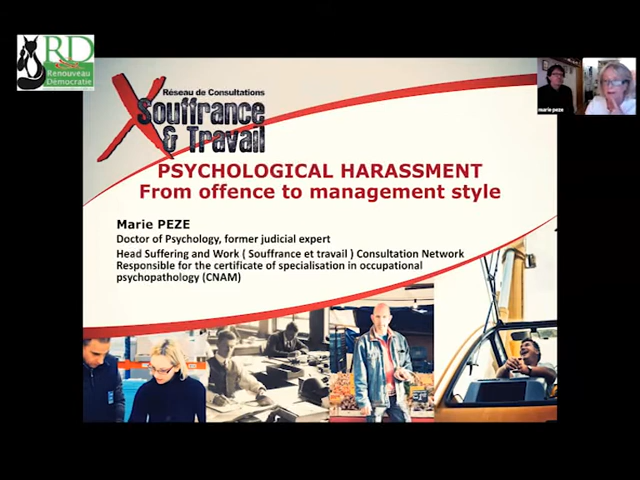 RD
Renouveau
Démocratie
Réseau de Consultations
Souffrance
& Travail
marie peze
PSYCHOLOGICAL HARASSMENT
From offence to management style
Marie PEZE
Doctor of Psychology, former judicial expert
Head Suffering and Work ( Souffrance et travail ) Consultation Network
Responsible for the certificate of specialisation in occupational
psychopathology (CNAM)